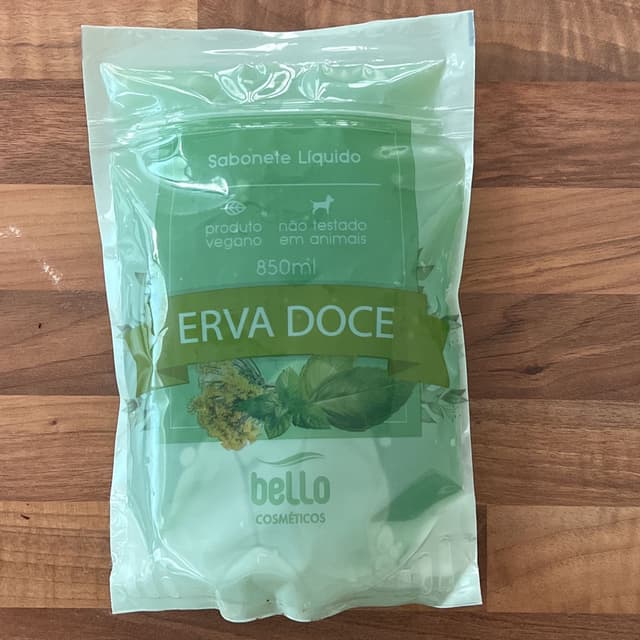 Sabonete Líquido
produto
vegano
não testado
em animais
850ml
ERVA DOCE
bello
COSMÉTICOS